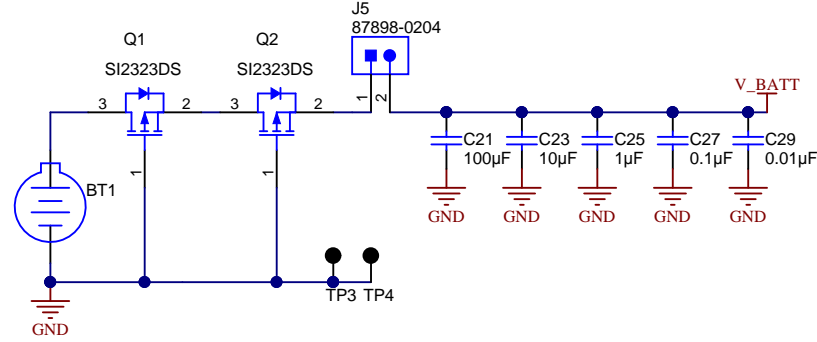 J5
87898-0204
Q1
Q2
SI2323DS
SI2323DS
V_BATT
3
2
3
2
1
2
C21
100µF
C23
10µF
C25
1µF
C27
0.1µF
C29
0.01µF
1
1
BT1
GND
GND
GND
GND
GND
TP3
TP4
GND